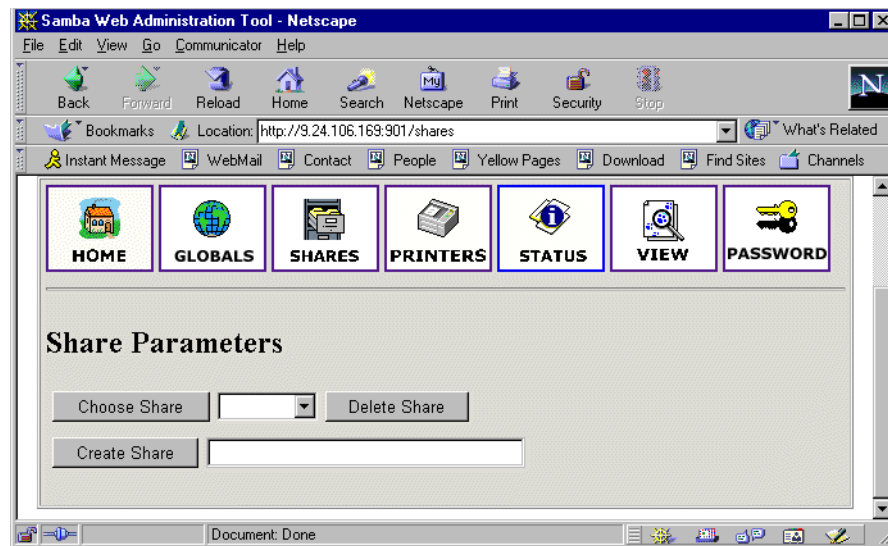 Samba Web Administration Tool - Netscape
File Edit View Go Communicator Help
My
N
Back Forward Reload Home Search Netscape Print Security Stop
Bookmarks Location: http://9.24.106.169:901/shares What's Related
Instant Message WebMail Contact People Yellow Pages Download Find Sites Channels
HOME GLOBALS SHARES PRINTERS STATUS VIEW PASSWORD
Share Parameters
Choose Share Delete Share
Create Share
Document: Done